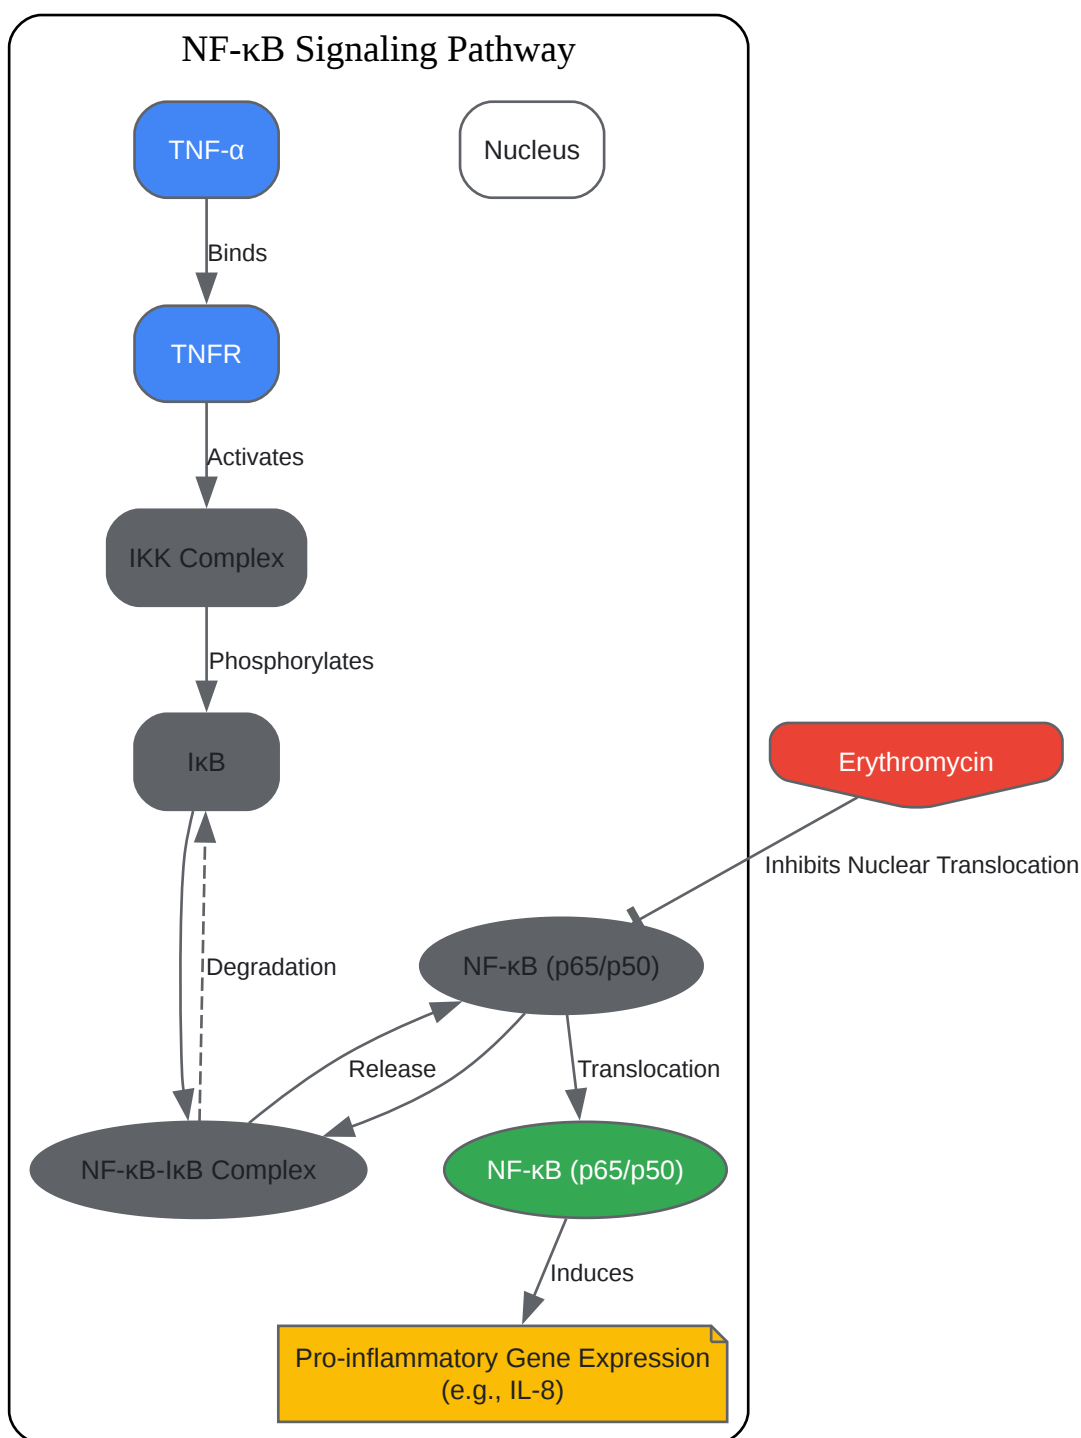 NF-κB Signaling Pathway
TNF-α
Nucleus
Binds
TNFR
Activates
IKK Complex
Phosphorylates
IκB
Erythromycin
Inhibits Nuclear Translocation
Degradation
NF-κB (p65/p50)
Release
Translocation
NF-κB-IκB Complex
NF-κB (p65/p50)
Induces
Pro-inflammatory Gene Expression
(e.g., IL-8)